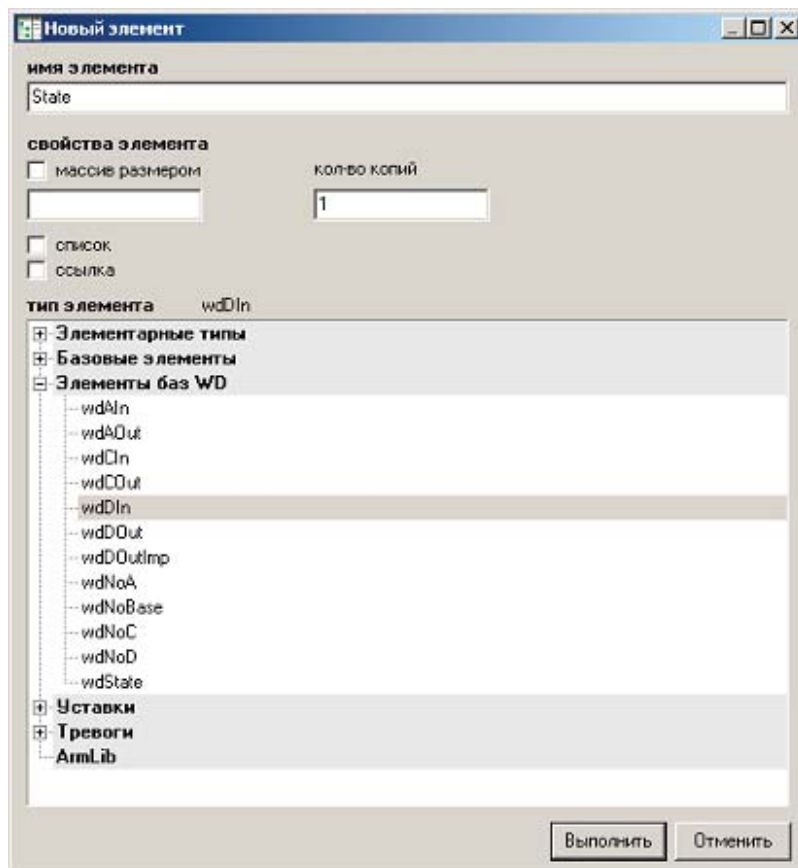 Новый элемент
имя элемента
State
свойства элемента
массив размером кол-во копий
1
список
ссылка
тип элемента wdDIn
Элементарные типы
Базовые элементы
Элементы баз WD
wdAIn
wdAOut
wdCIn
wdCOut
wdDIn
wdDOut
wdDOutImp
wdNoA
wdNoBase
wdNoC
wdNoD
wdState
Уставки
Тревоги
ArmLib
Выполнить Отменить